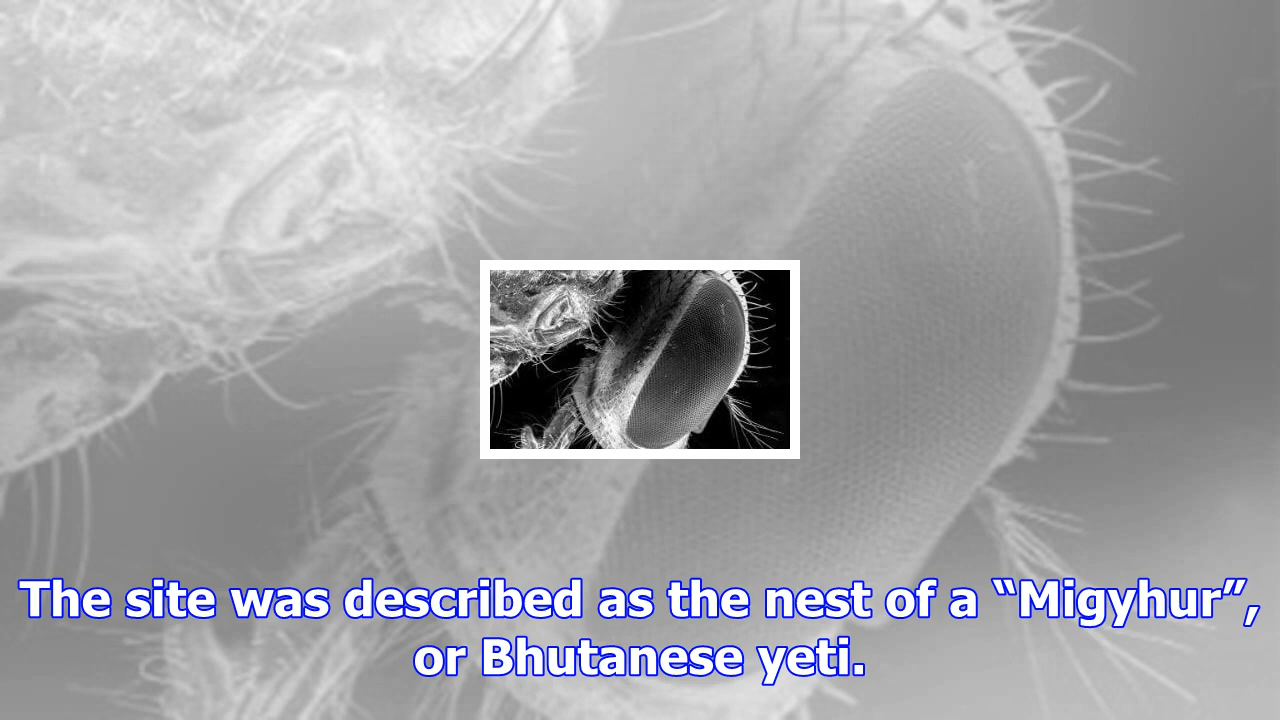 The site was described as the nest of a “Migyhur”,
or Bhutanese yeti.